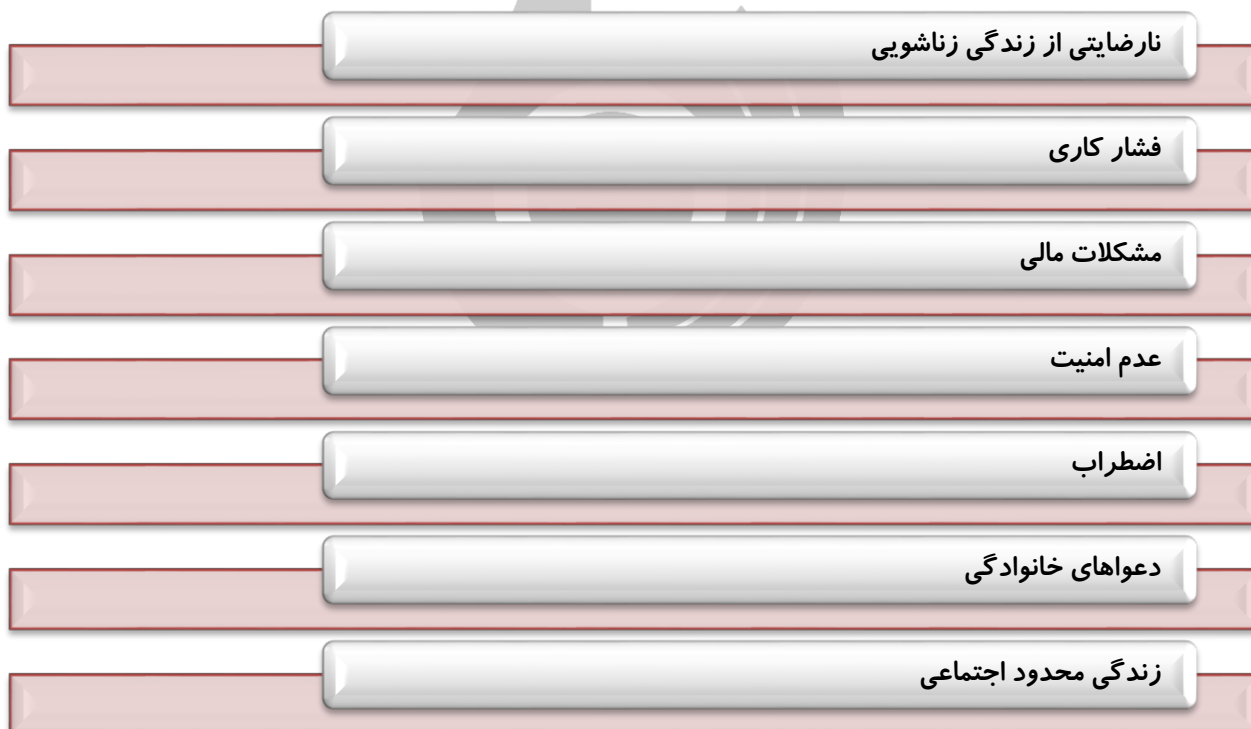 نارضایتی از زندگی زناشویی
فشار کاری
مشکلات مالی
عدم امنیت
اضطراب
دعواهای خانوادگی
زندگی محدود اجتماعی